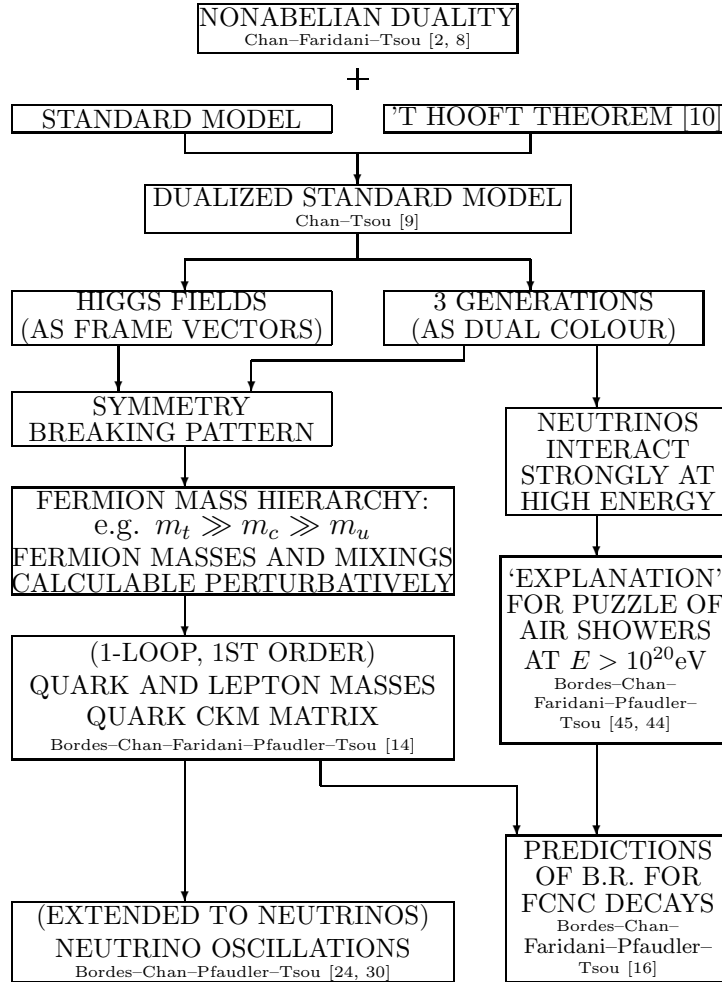 NONABELIAN DUALITY
Chan–Faridani–Tsou [2, 8]
+
STANDARD MODEL
'T HOOFT THEOREM [10]
DUALIZED STANDARD MODEL
Chan–Tsou [9]
HIGGS FIELDS
(AS FRAME VECTORS)
3 GENERATIONS
(AS DUAL COLOUR)
SYMMETRY
BREAKING PATTERN
NEUTRINOS
INTERACT
STRONGLY AT
HIGH ENERGY
FERMION MASS HIERARCHY:
e.g. m_t ≫ m_c ≫ m_u
FERMION MASSES AND MIXINGS
CALCULABLE PERTURBATIVELY
‘EXPLANATION’
FOR PUZZLE OF
AIR SHOWERS
AT E > 10^20eV
Bordes–Chan–
Faridani–Pfaudler–
Tsou [45, 44]
(1-LOOP, 1ST ORDER)
QUARK AND LEPTON MASSES
QUARK CKM MATRIX
Bordes–Chan–Faridani–Pfaudler–Tsou [14]
PREDICTIONS
OF B.R. FOR
FCNC DECAYS
Bordes–Chan–
Faridani–Pfaudler–
Tsou [16]
(EXTENDED TO NEUTRINOS)
NEUTRINO OSCILLATIONS
Bordes–Chan–Pfaudler–Tsou [24, 30]